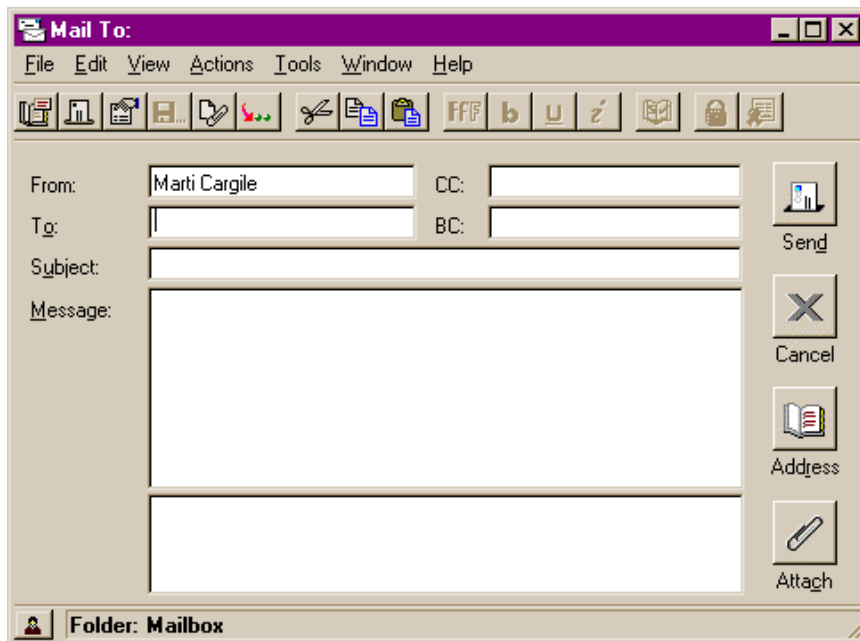 Mail To:
File Edit View Actions Tools Window Help
FfF b u i
From: Marti Cargile CC:
To: BC:
Send
Subject:
Message:
Cancel
Address
Attach
Folder: Mailbox